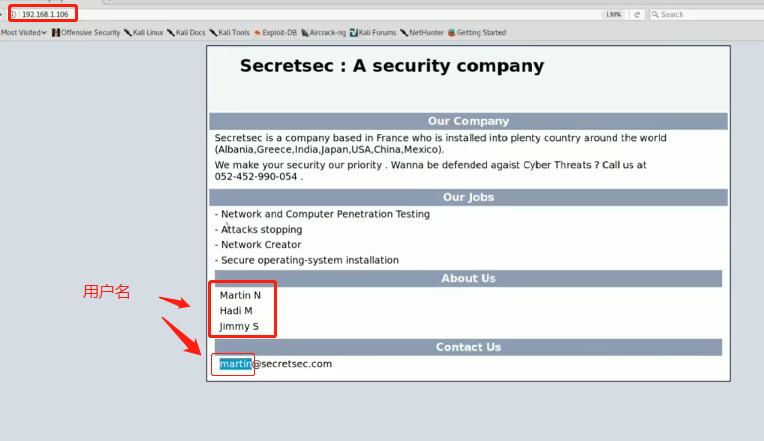 192.168.1.106
130%
Search
Most Visited
Offensive Security
Kali Linux
Kali Docs
Kali Tools
Exploit-DB
Aircrack-ng
Kali Forums
NetHunter
Getting Started
Secretsec : A security company
Our Company
Secretsec is a company based in France who is installed into plenty country around the world
(Albania,Greece,India,Japan,USA,China,Mexico).
We make your security our priority . Wanna be defended agaist Cyber Threats ? Call us at
052-452-990-054 .
Our Jobs
- Network and Computer Penetration Testing
- Attacks stopping
- Network Creator
- Secure operating-system installation
About Us
用户名
Martin N
Hadi M
Jimmy S
Contact Us
martin@secretsec.com